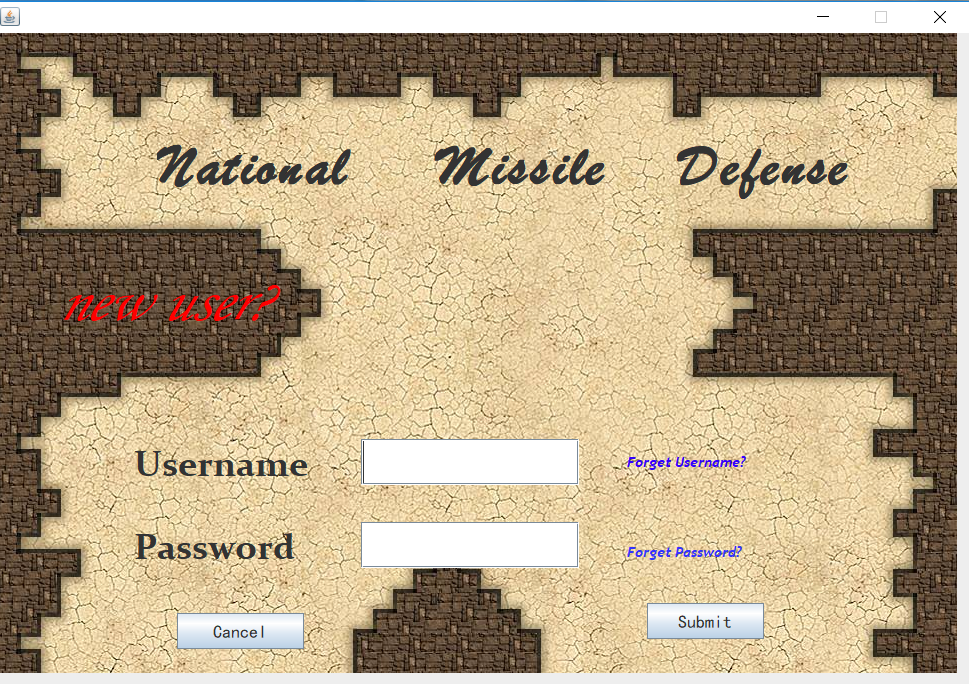 National Missile Defense
new user?
Username Forget Username?
Password Forget Password?
Cancel Submit